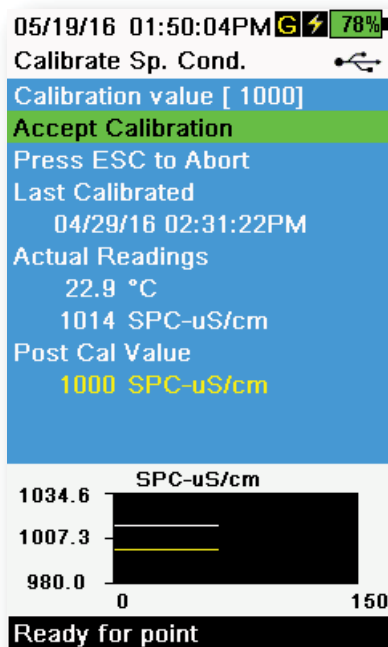 05/19/16 01:50:04PM G 78%
Calibrate Sp. Cond.
Calibration value [ 1000]
Accept Calibration
Press ESC to Abort
Last Calibrated
04/29/16 02:31:22PM
Actual Readings
22.9 °C
1014 SPC-uS/cm
Post Cal Value
1000 SPC-uS/cm
SPC-uS/cm
1034.6
1007.3
980.0
0 150
Ready for point